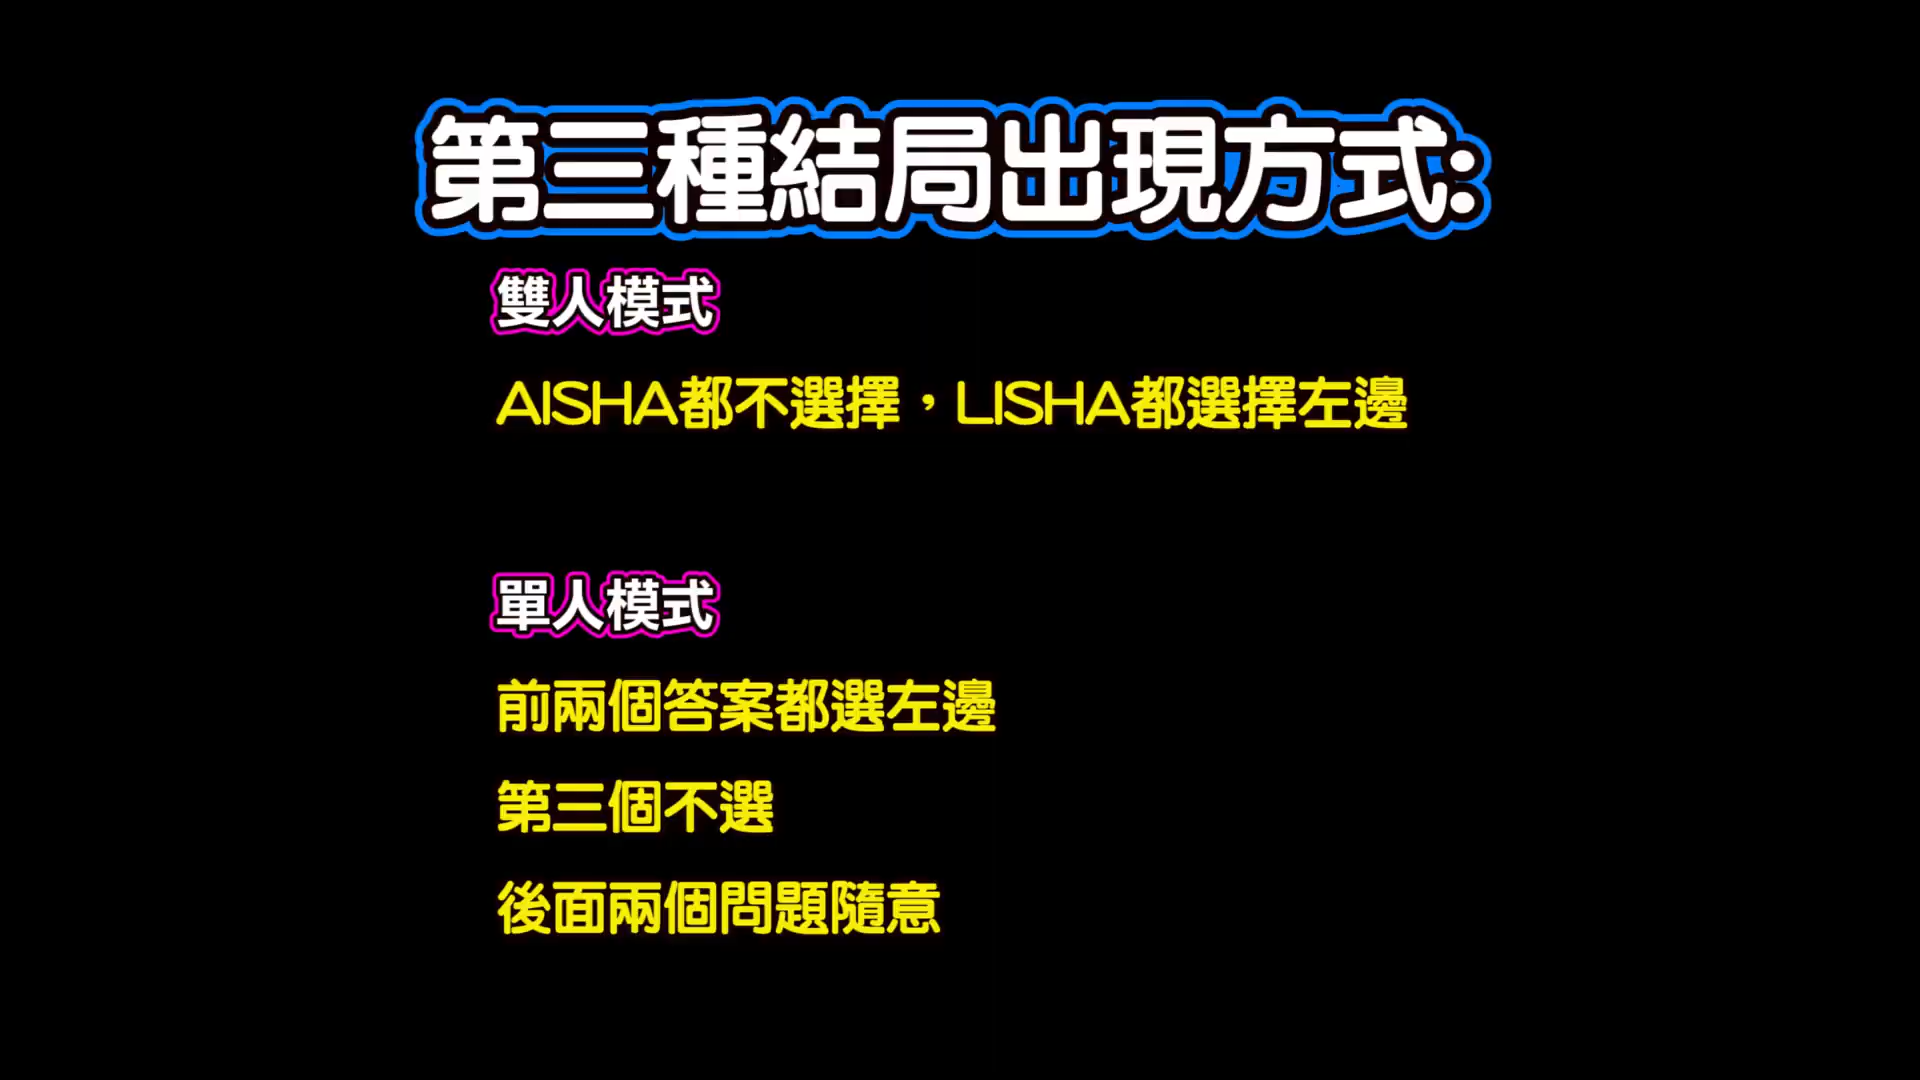 第三種結局出現方式:
雙人模式
AISHA都不選擇，LISHA都選擇左邊
單人模式
前兩個答案都選左邊
第三個不選
後面兩個問題隨意